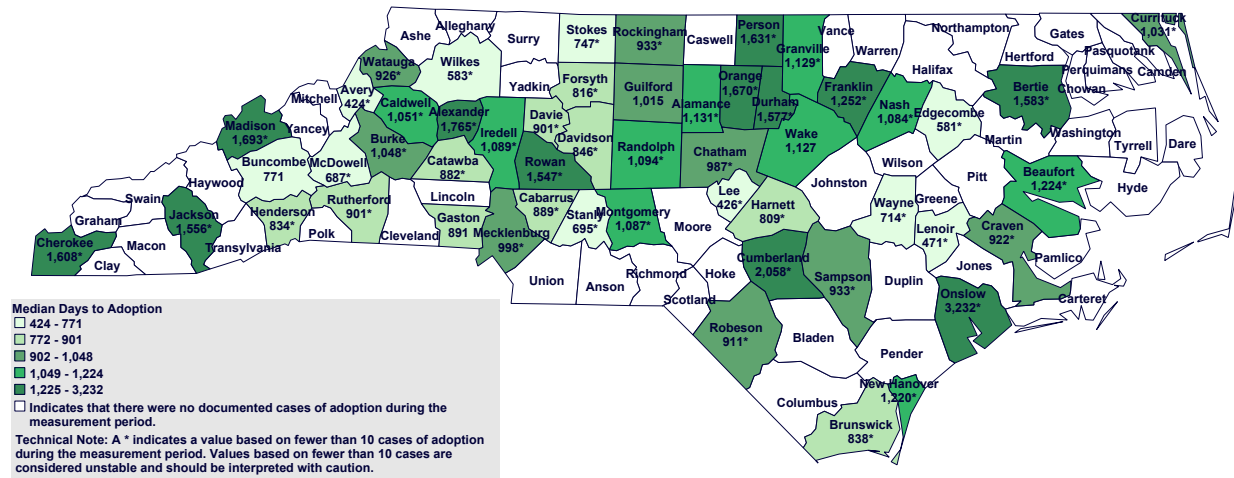 Ashe
Alleghany
Surry
Stokes
747*
Rockingham
933*
Caswell
Person
1,631*
Granville
1,129*
Vance
Warren
Northampton
Gates
Currituck
1,031*
Hertford
Pasquotank
Perquimans
Camden
Chowan
Halifax
Watauga
926*
Wilkes
583*
Yadkin
Forsyth
816*
Guilford
1,015
Alamance
1,131*
Orange
1,670*
Durham
1,577*
Franklin
1,252*
Nash
1,084*
Edgecombe
581*
Bertie
1,583*
Martin
Washington
Tyrrell
Dare
Mitchell
Avery
424*
Caldwell
1,051*
Alexander
1,765*
Iredell
1,089*
Davie
901*
Davidson
846*
Randolph
1,094*
Chatham
987*
Wake
1,127
Wilson
Pitt
Beaufort
1,224*
Hyde
Madison
1,693*
Yancey
Buncombe
771
McDowell
687*
Burke
1,048*
Catawba
882*
Rowan
1,547*
Johnston
Greene
Wayne
714*
Lenoir
471*
Craven
922*
Pamlico
Haywood
Swain
Graham
Jackson
1,556*
Henderson
834*
Rutherford
901*
Lincoln
Gaston
891
Cabarrus
889*
Stanly
695*
Montgomery
1,087*
Lee
426*
Harnett
809*
Moore
Cherokee
1,608*
Macon
Clay
Transylvania
Polk
Cleveland
Mecklenburg
998*
Union
Anson
Richmond
Hoke
Scotland
Cumberland
2,058*
Sampson
933*
Duplin
Jones
Onslow
3,232*
Carteret
Robeson
911*
Bladen
Pender
New Hanover
1,220*
Columbus
Brunswick
838*
Median Days to Adoption
424 - 771
772 - 901
902 - 1,048
1,049 - 1,224
1,225 - 3,232
Indicates that there were no documented cases of adoption during the
measurement period.
Technical Note: A * indicates a value based on fewer than 10 cases of adoption
during the measurement period. Values based on fewer than 10 cases are
considered unstable and should be interpreted with caution.